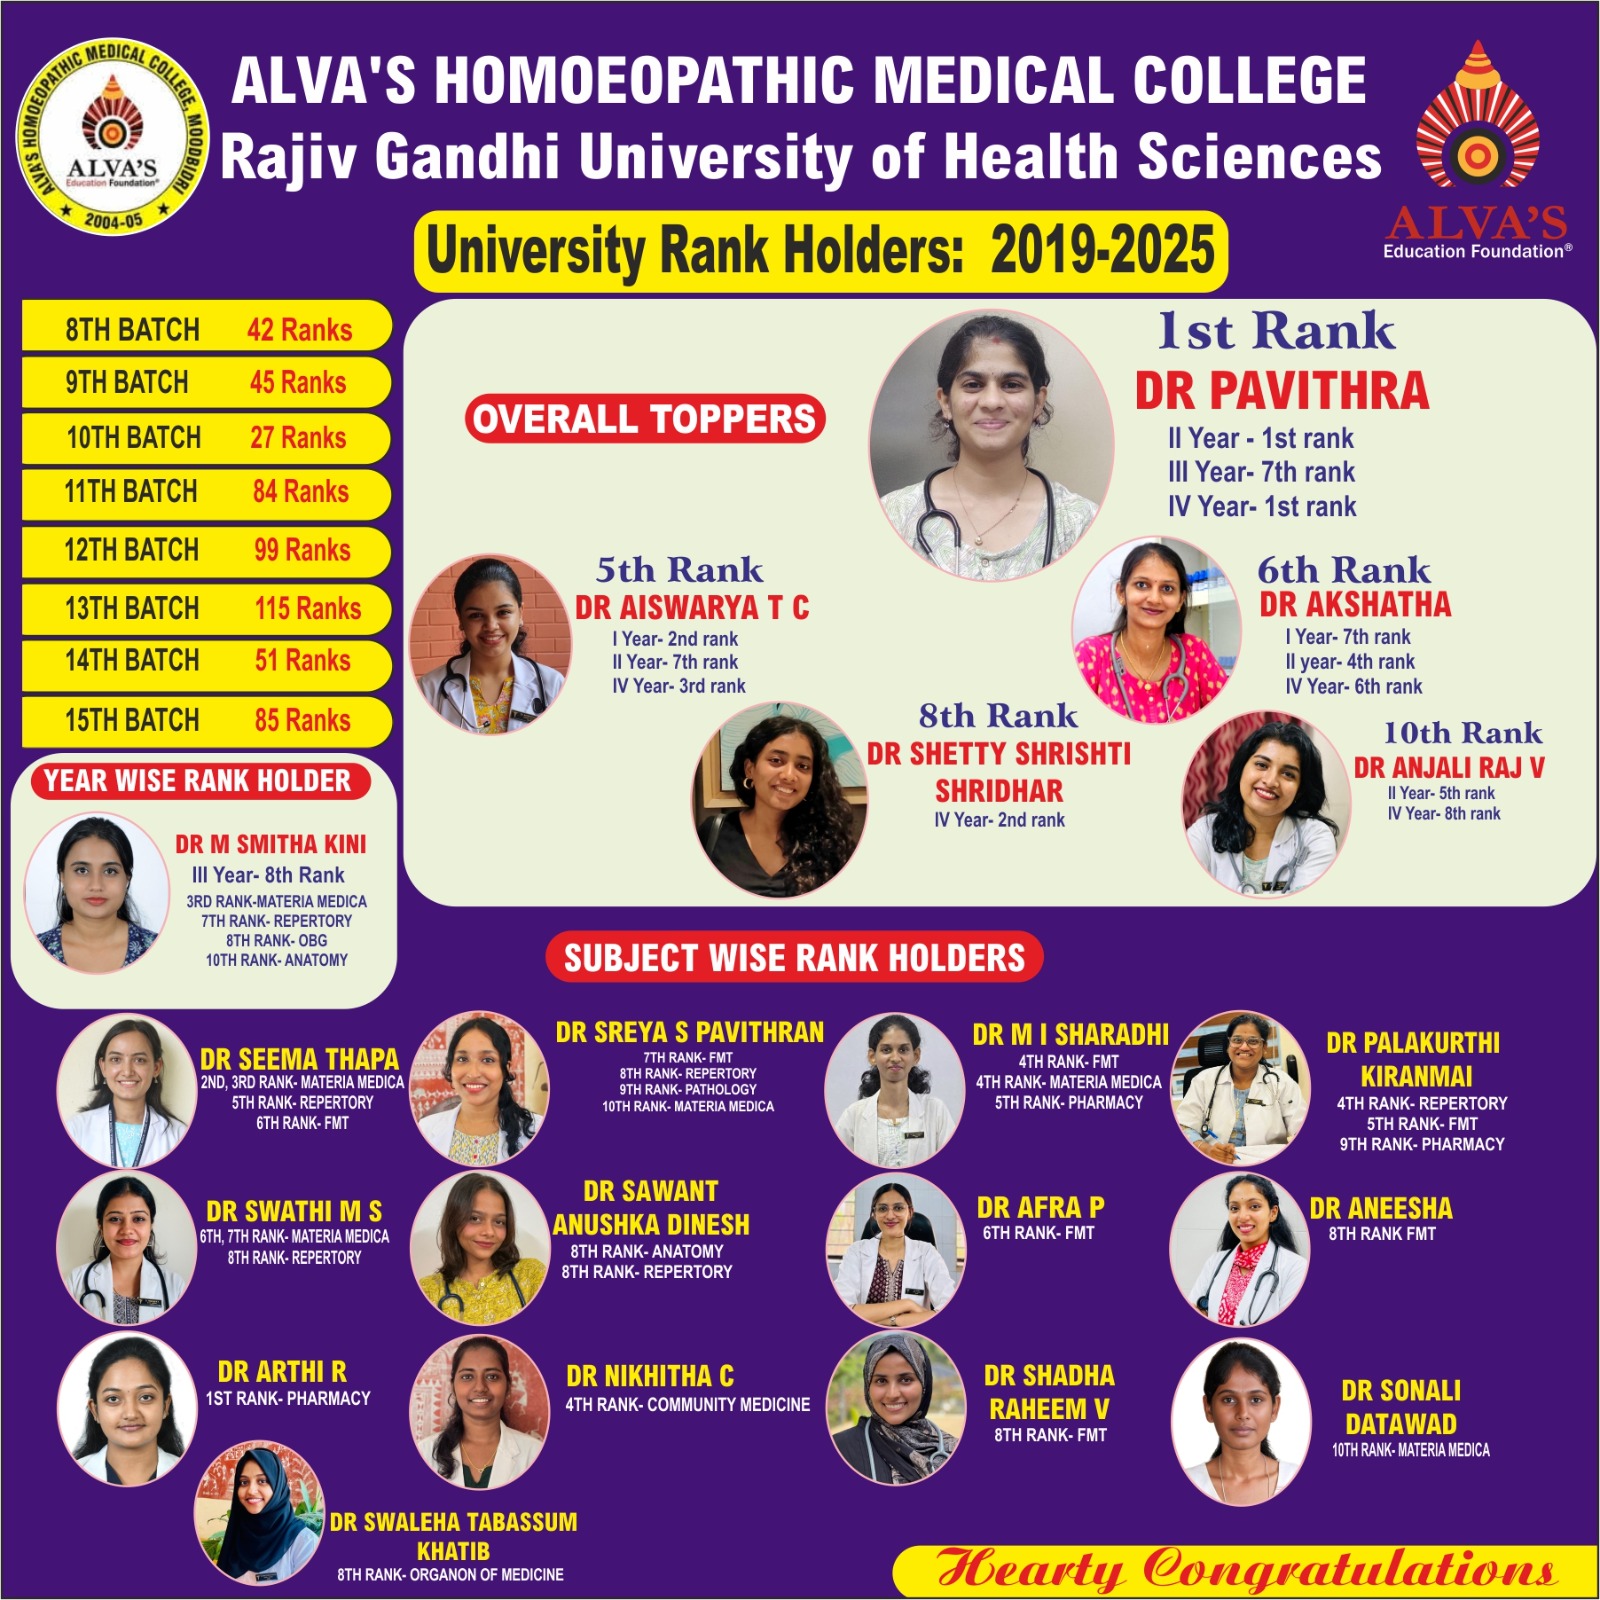 ALVA'S HOMOEOPATHIC MEDICAL COLLEGE, MOODBIDRI
ALVA'S
Education Foundation®
★ 2004-05 ★
ALVA'S HOMOEOPATHIC MEDICAL COLLEGE
Rajiv Gandhi University of Health Sciences
ALVA'S
Education Foundation®
University Rank Holders: 2019-2025
8TH BATCH 42 Ranks
9TH BATCH 45 Ranks
10TH BATCH 27 Ranks
11TH BATCH 84 Ranks
12TH BATCH 99 Ranks
13TH BATCH 115 Ranks
14TH BATCH 51 Ranks
15TH BATCH 85 Ranks
OVERALL TOPPERS
1st Rank
DR PAVITHRA
II Year - 1st rank
III Year- 7th rank
IV Year- 1st rank
5th Rank
DR AISWARYA T C
I Year- 2nd rank
II Year- 7th rank
IV Year- 3rd rank
6th Rank
DR AKSHATHA
I Year- 7th rank
II year- 4th rank
IV Year- 6th rank
8th Rank
DR SHETTY SHRISHTI
SHRIDHAR
IV Year- 2nd rank
10th Rank
DR ANJALI RAJ V
II Year- 5th rank
IV Year- 8th rank
YEAR WISE RANK HOLDER
DR M SMITHA KINI
III Year- 8th Rank
3RD RANK-MATERIA MEDICA
7TH RANK- REPERTORY
8TH RANK- OBG
10TH RANK- ANATOMY
SUBJECT WISE RANK HOLDERS
DR SEEMA THAPA
2ND, 3RD RANK- MATERIA MEDICA
5TH RANK- REPERTORY
6TH RANK- FMT
DR SREYA S PAVITHRAN
7TH RANK- FMT
8TH RANK- REPERTORY
9TH RANK- PATHOLOGY
10TH RANK- MATERIA MEDICA
DR M I SHARADHI
4TH RANK- FMT
4TH RANK- MATERIA MEDICA
5TH RANK- PHARMACY
DR PALAKURTHI
KIRANMAI
4TH RANK- REPERTORY
5TH RANK- FMT
9TH RANK- PHARMACY
DR SWATHI M S
6TH, 7TH RANK- MATERIA MEDICA
8TH RANK- REPERTORY
DR SAWANT
ANUSHKA DINESH
8TH RANK- ANATOMY
8TH RANK- REPERTORY
DR AFRA P
6TH RANK- FMT
DR ANEESHA
8TH RANK FMT
DR ARTHI R
1ST RANK- PHARMACY
DR NIKHITHA C
4TH RANK- COMMUNITY MEDICINE
DR SHADHA
RAHEEM V
8TH RANK- FMT
DR SONALI
DATAWAD
10TH RANK- MATERIA MEDICA
DR SWALEHA TABASSUM
KHATIB
8TH RANK- ORGANON OF MEDICINE
Hearty Congratulations